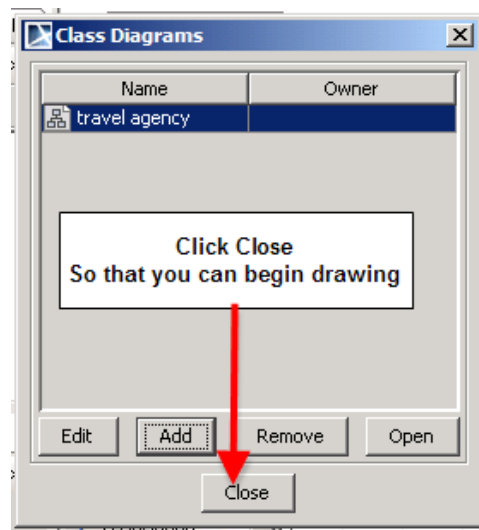 Class Diagrams
Name Owner
travel agency
Click Close
So that you can begin drawing
Edit Add Remove Open
Close